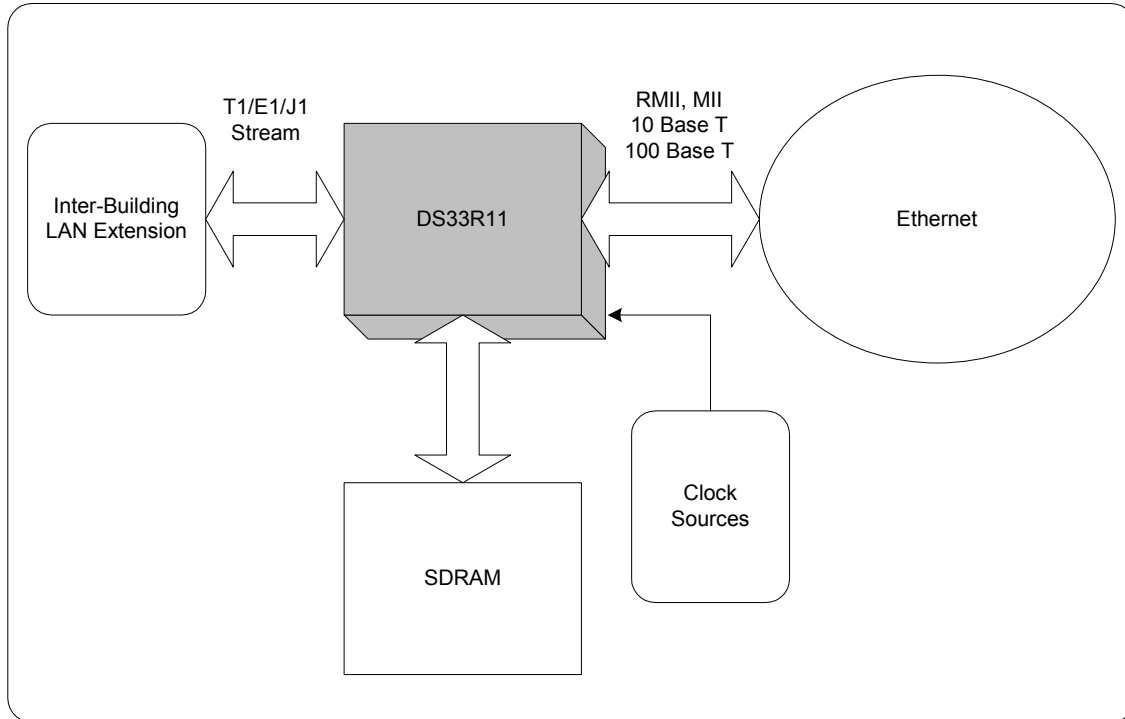 T1/E1/J1
Stream
RMII, MII
10 Base T
100 Base T
Inter-Building
LAN Extension
DS33R11
Ethernet
Clock
Sources
SDRAM